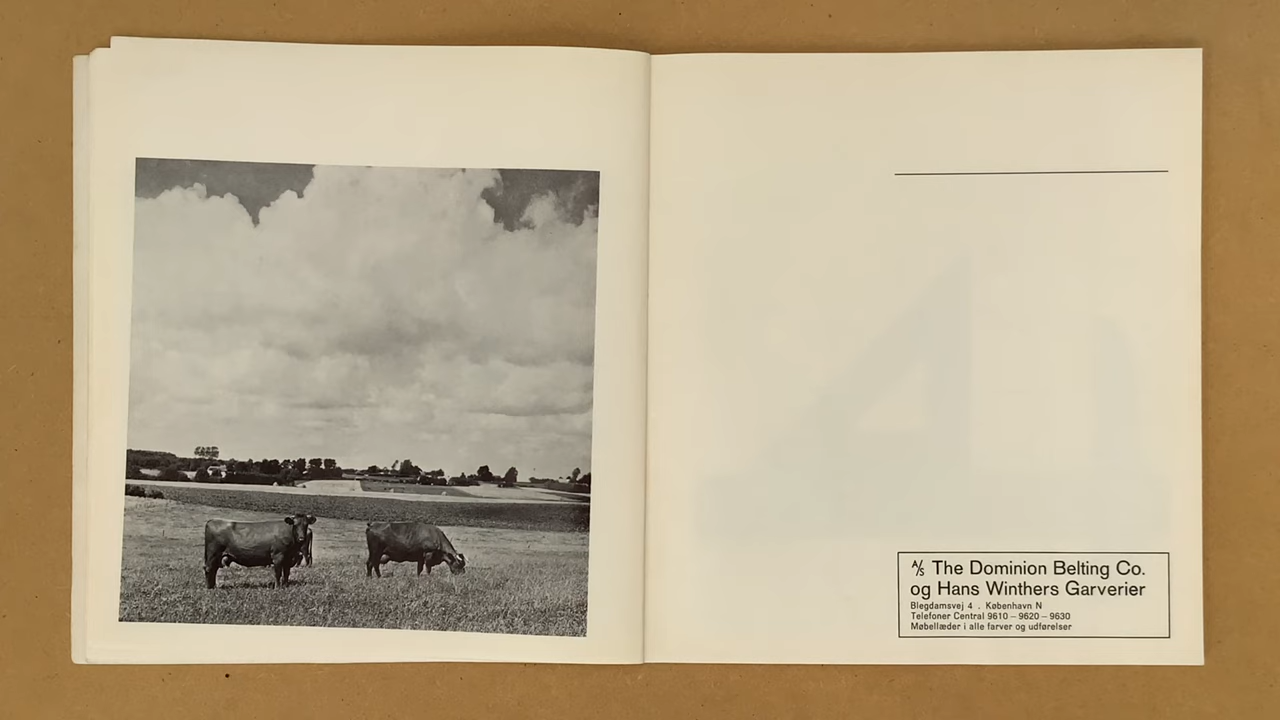 A/S The Dominion Belting Co.
og Hans Winthers Garverier
Blegdamsvej 4 . København N
Telefoner Central 9610 – 9620 – 9630
Møbellæder i alle farver og udførelser